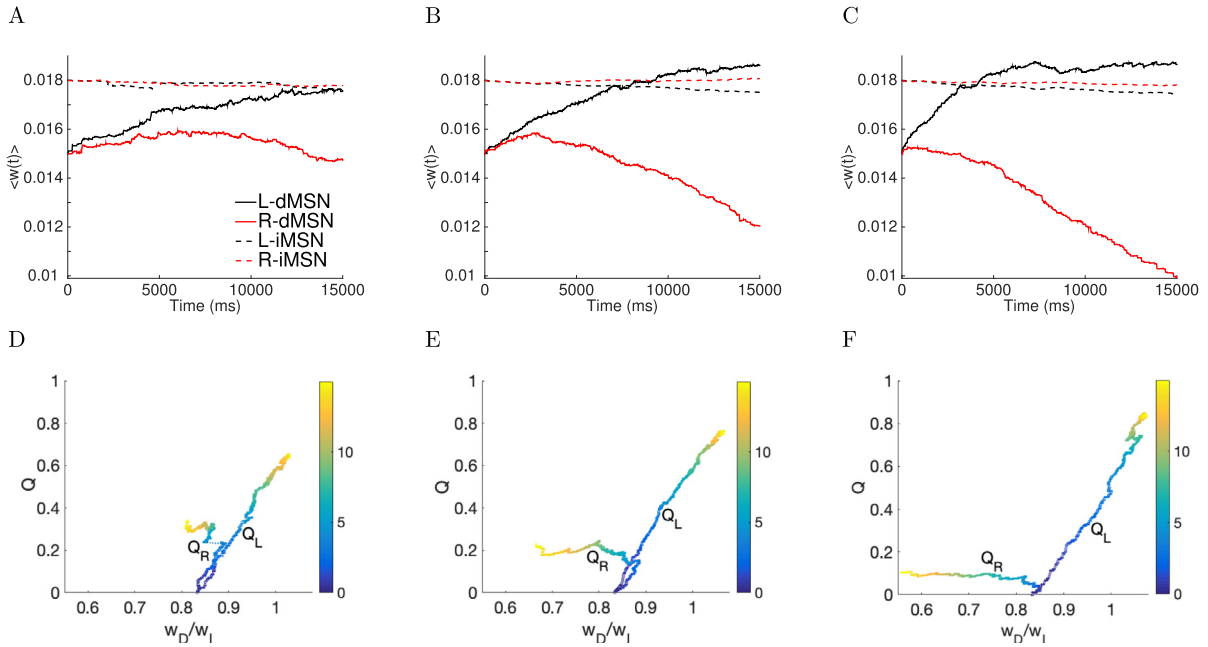 A
B
C
<w(t)>
0.018
0.016
0.014
0.012
0.01
0
5000
10000
15000
Time (ms)
L-dMSN
R-dMSN
L-iMSN
R-iMSN
<w(t)>
0.018
0.016
0.014
0.012
0.01
0
5000
10000
15000
Time (ms)
<w(t)>
0.018
0.016
0.014
0.012
0.01
0
5000
10000
15000
Time (ms)
D
E
F
Q
1
0.8
0.6
0.4
0.2
0
0.6
0.7
0.8
0.9
1
w_D/w_I
Q_R
Q_L
10
5
0
Q
1
0.8
0.6
0.4
0.2
0
0.6
0.7
0.8
0.9
1
w_D/w_I
Q_R
Q_L
10
5
0
Q
1
0.8
0.6
0.4
0.2
0
0.6
0.7
0.8
0.9
1
w_D/w_I
Q_R
Q_L
10
5
0